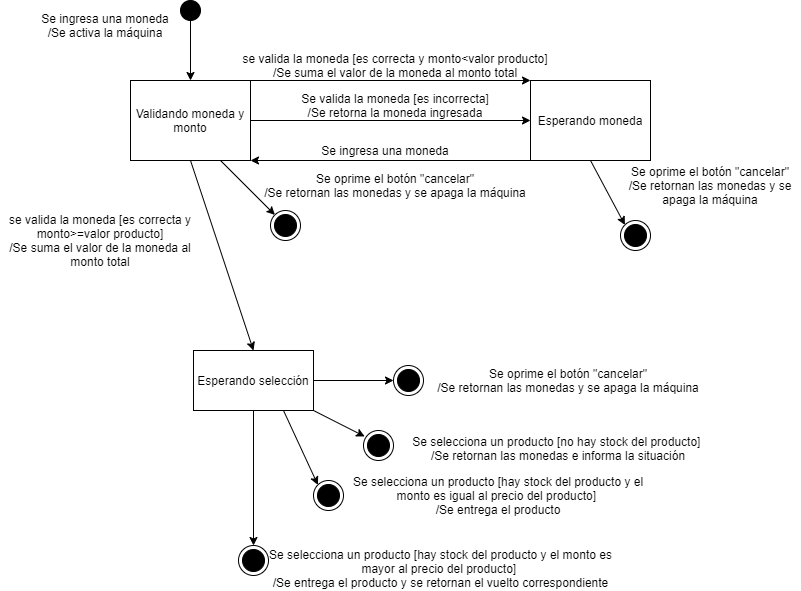 Se ingresa una moneda
/Se activa la máquina
se valida la moneda [es correcta y monto<valor producto]
/Se suma el valor de la moneda al monto total
Validando moneda y
monto
Se valida la moneda [es incorrecta]
/Se retorna la moneda ingresada
Esperando moneda
Se ingresa una moneda
Se oprime el botón "cancelar"
/Se retornan las monedas y se apaga la máquina
Se oprime el botón "cancelar"
/Se retornan las monedas y se
apaga la máquina
se valida la moneda [es correcta y
monto>=valor producto]
/Se suma el valor de la moneda al
monto total
Esperando selección
Se oprime el botón "cancelar"
/Se retornan las monedas y se apaga la máquina
Se selecciona un producto [no hay stock del producto]
/Se retornan las monedas e informa la situación
Se selecciona un producto [hay stock del producto y el
monto es igual al precio del producto]
/Se entrega el producto
Se selecciona un producto [hay stock del producto y el monto es
mayor al precio del producto]
/Se entrega el producto y se retornan el vuelto correspondiente